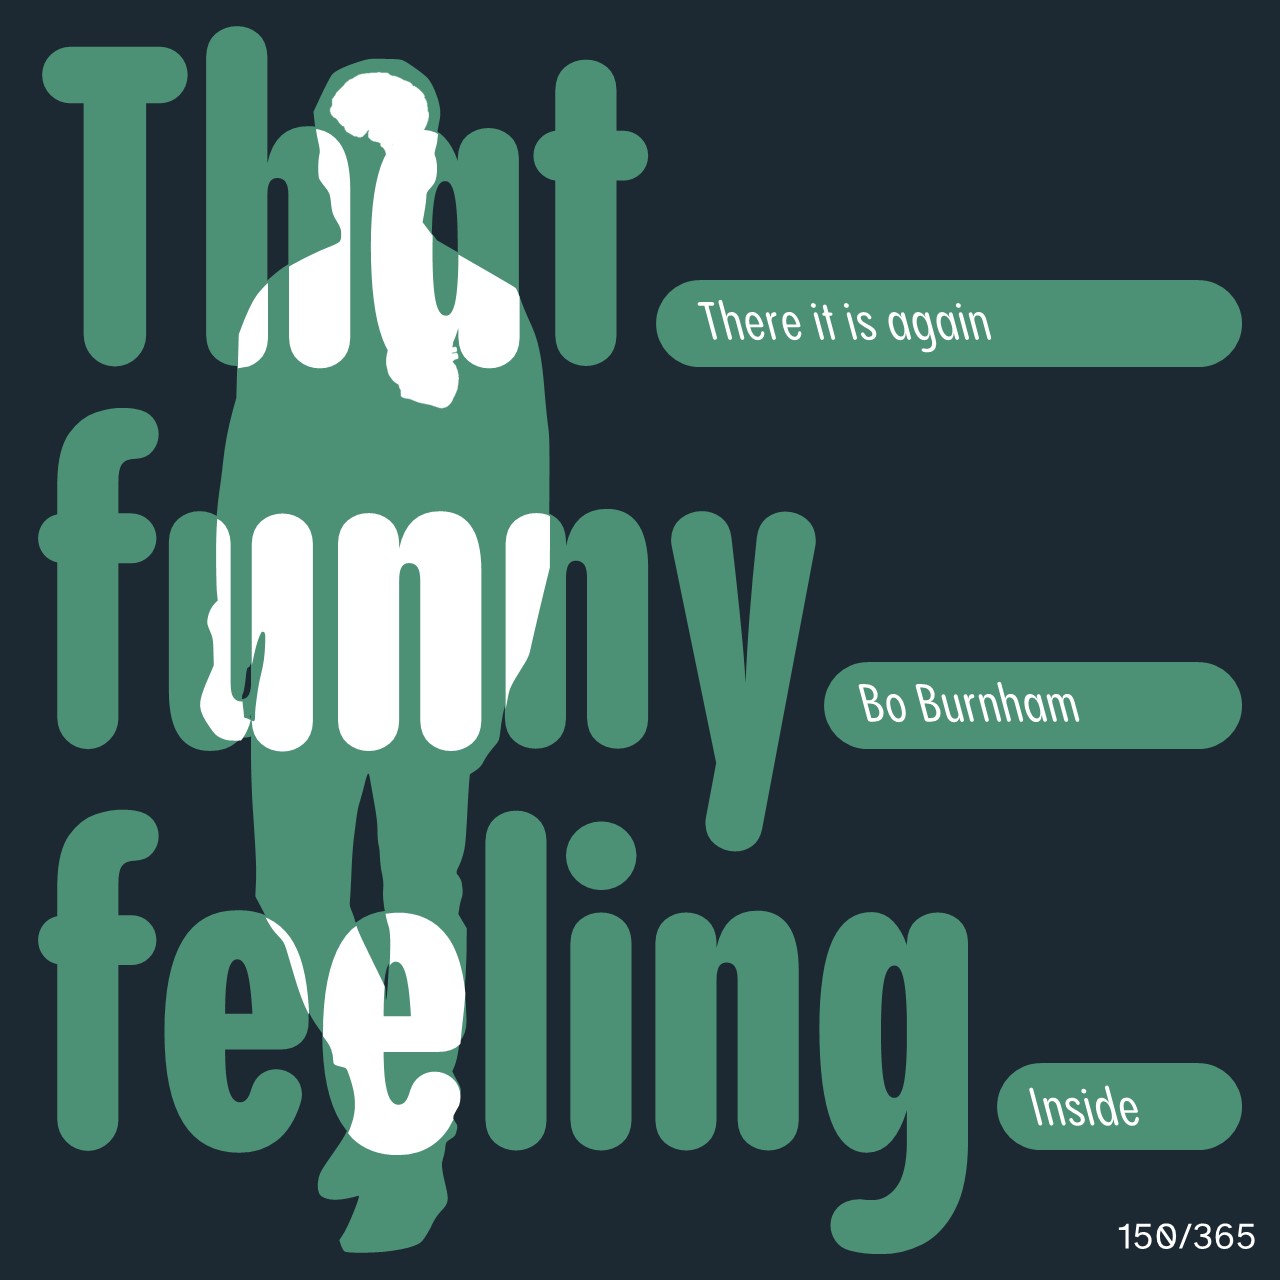 That
There it is again
funny
Bo Burnham
feeling
Inside
150/365